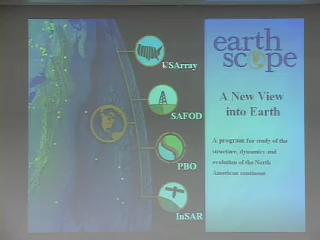 earth
scope
USArray
A New View
into Earth
SAFOD
A program for study of the
structure, dynamics and
evolution of the North
American continent
PBO
InSAR